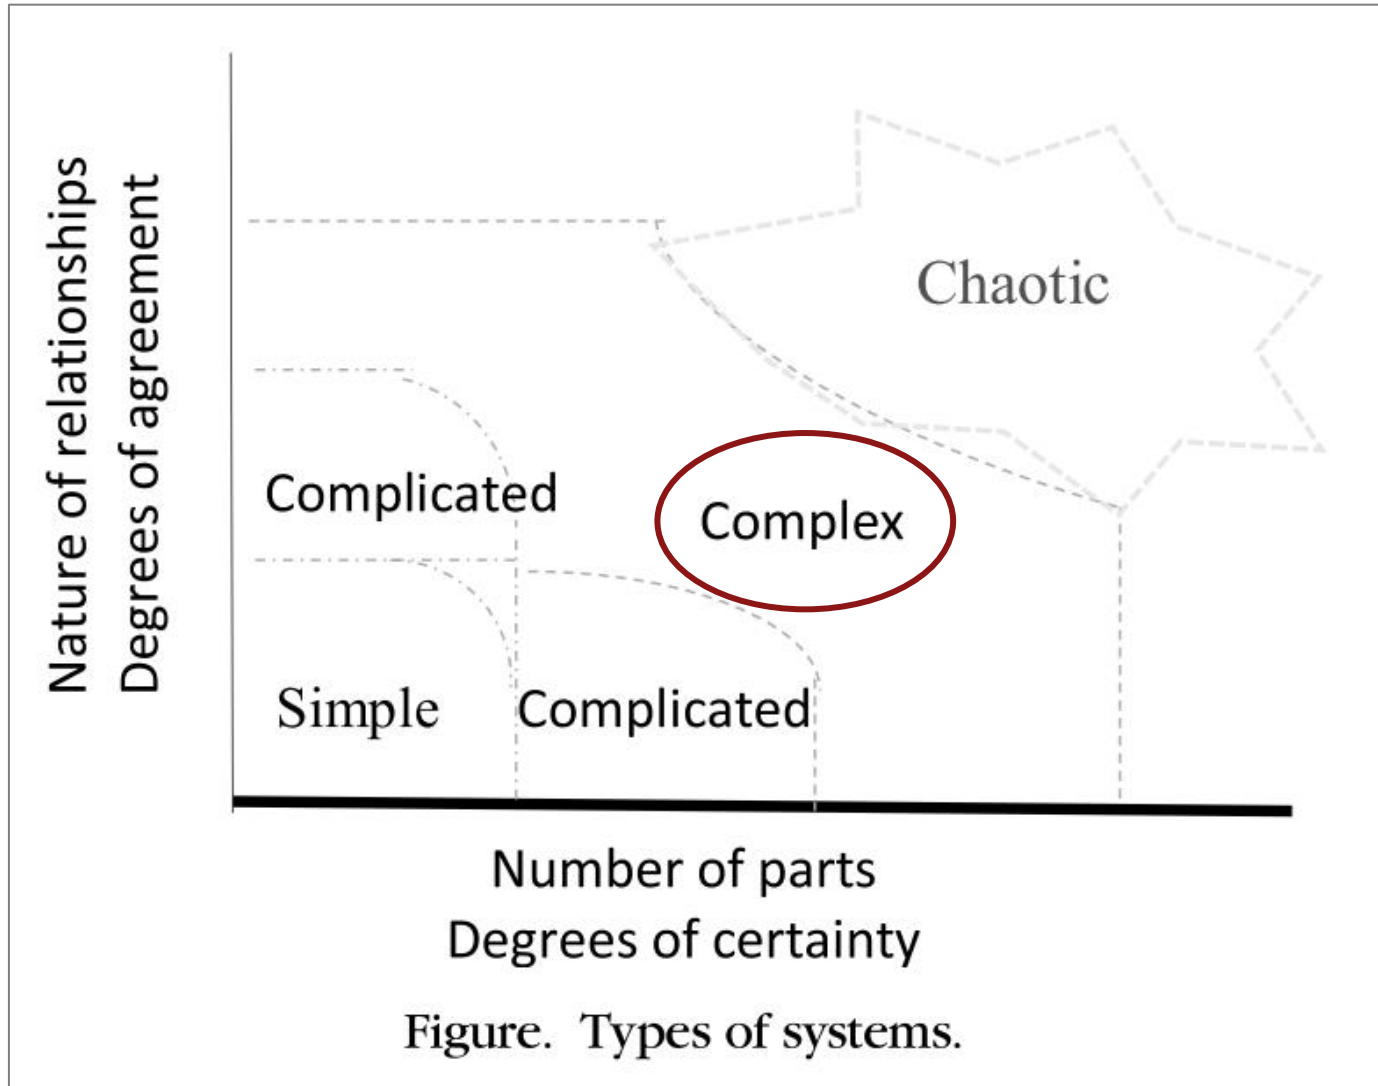 Nature of relationships
Degrees of agreement
Chaotic
Complicated
Complex
Simple
Complicated
Number of parts
Degrees of certainty
Figure. Types of systems.